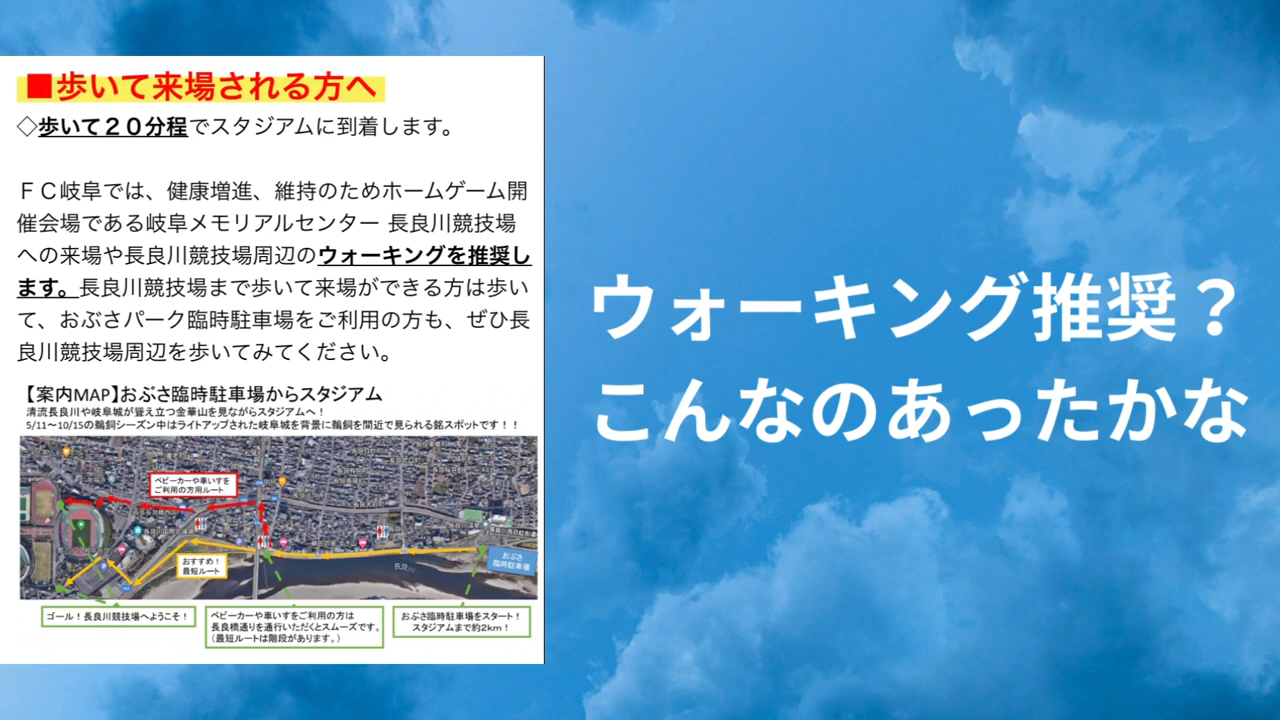 ■歩いて来場される方へ
◇歩いて２０分程でスタジアムに到着します。
ＦＣ岐阜では、健康増進、維持のためホームゲーム開
催会場である岐阜メモリアルセンター 長良川競技場
への来場や長良川競技場周辺のウォーキングを推奨し
ます。長良川競技場まで歩いて来場ができる方は歩い
て、おぶさパーク臨時駐車場をご利用の方も、ぜひ長
良川競技場周辺を歩いてみてください。
【案内MAP】おぶさ臨時駐車場からスタジアム
清流長良川や岐阜城が聳え立つ金華山を見ながらスタジアムへ！
5/11～10/15の鵜飼シーズン中はライトアップされた岐阜城を背景に鵜飼を間近で見られる銘スポットです！！
ベビーカーや車いすを
ご利用の方用ルート
おすすめ！
最短ルート
長良川
おぶさ
臨時駐車場
ゴール！長良川競技場へようこそ！
ベビーカーや車いすをご利用の方は
長良橋通りを通行いただくとスムーズです。
（最短ルートは階段があります。）
おぶさ臨時駐車場をスタート！
スタジアムまで約2km！
ウォーキング推奨？
こんなのあったかな